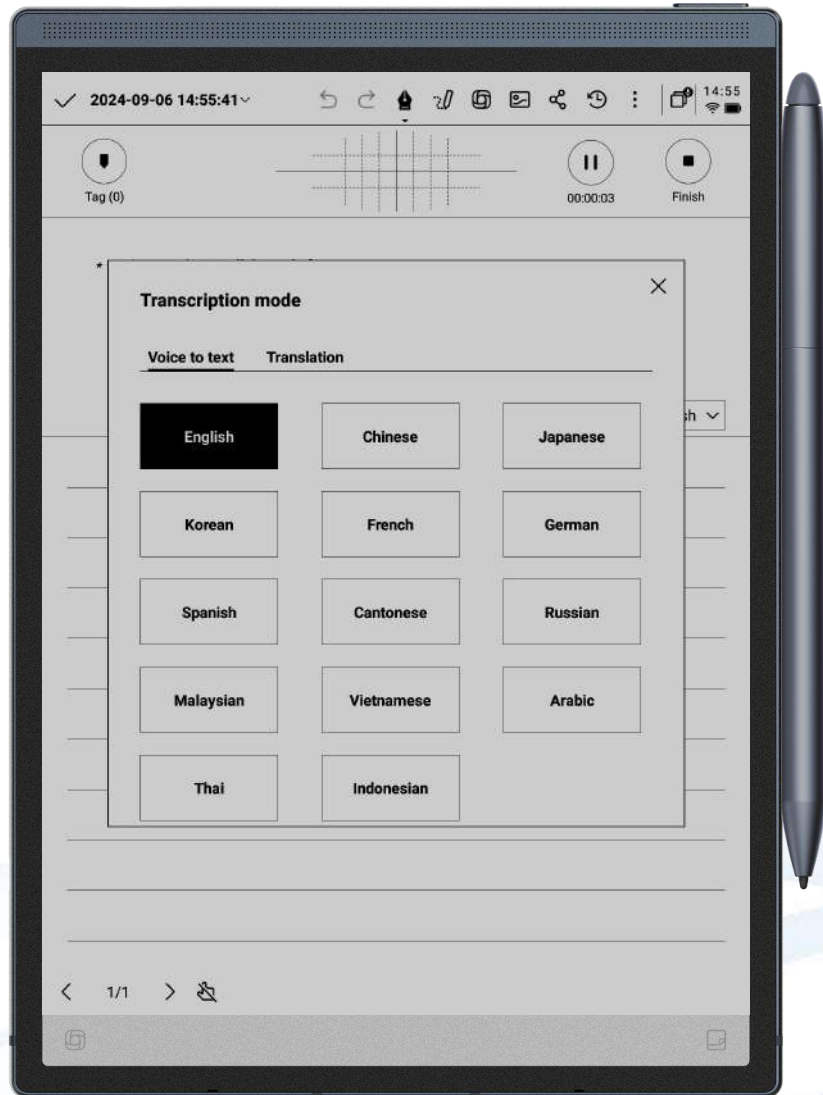 2024-09-06 14:55:41
14:55
Tag (0)
00:00:03
Finish
Transcription mode
Voice to text Translation
English Chinese Japanese
Korean French German
Spanish Cantonese Russian
Malaysian Vietnamese Arabic
Thai Indonesian
1/1